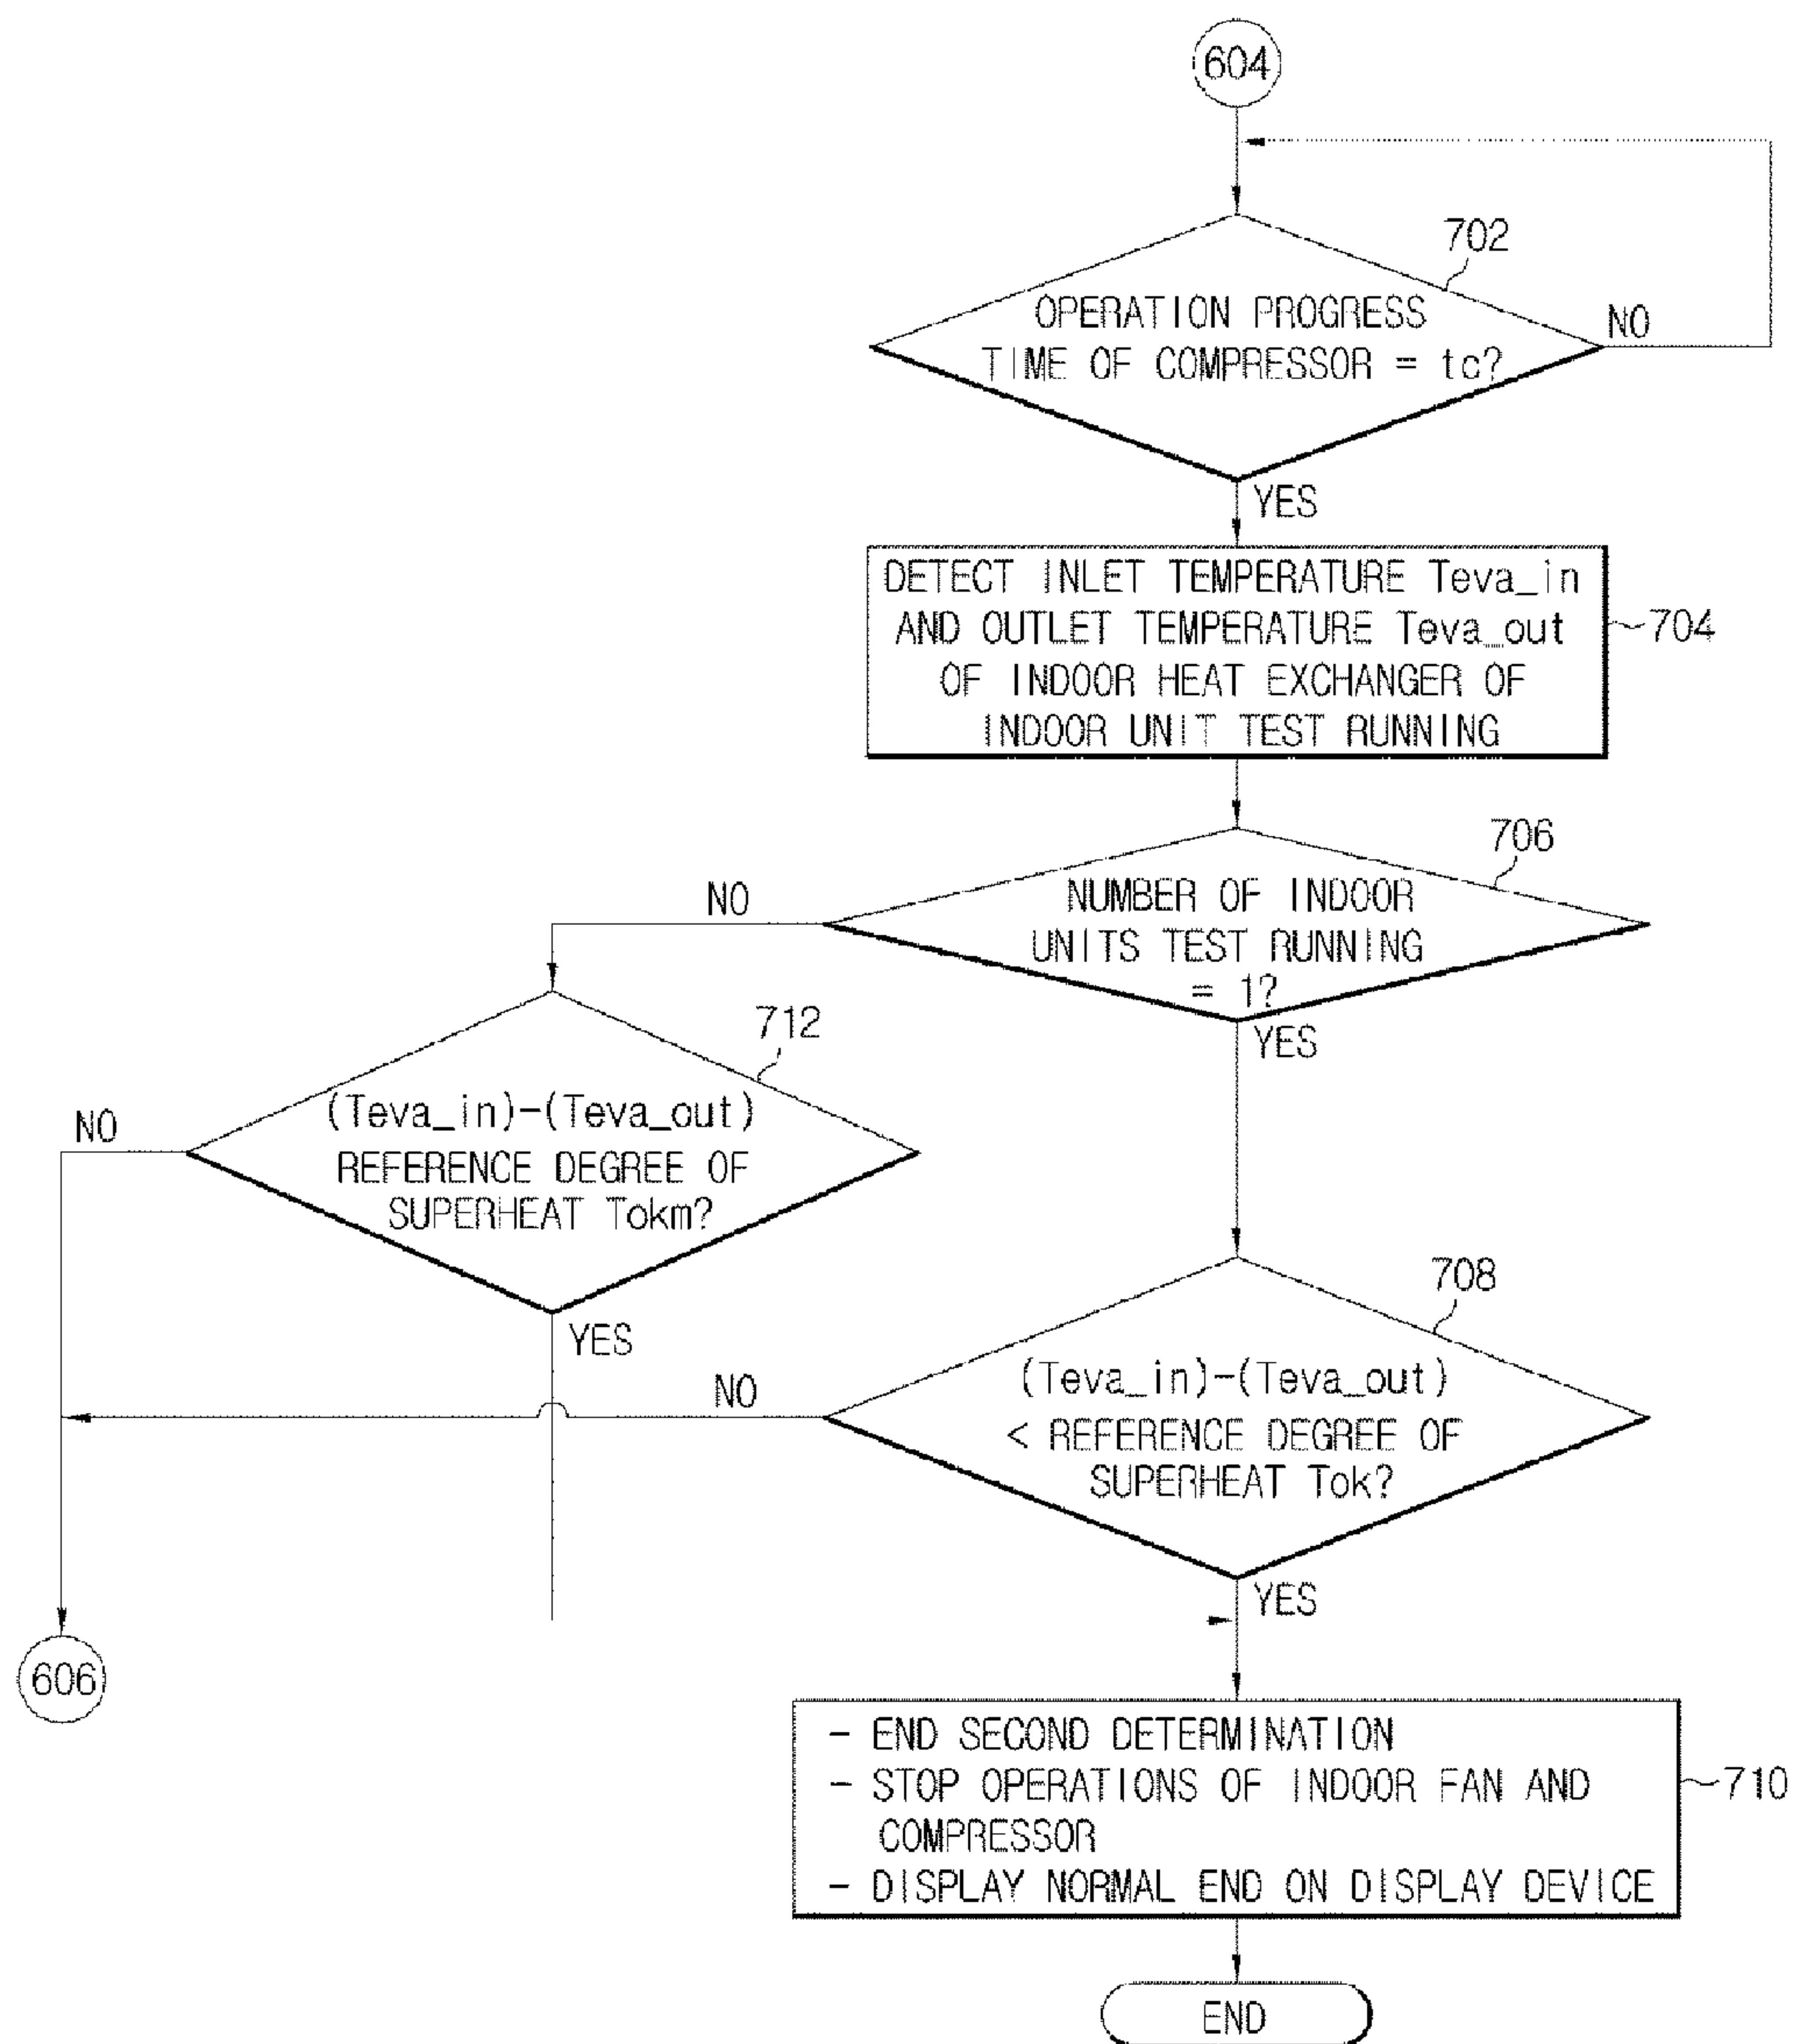 604
702
OPERATION PROGRESS
TIME OF COMPRESSOR = tc?
NO
YES
DETECT INLET TEMPERATURE Teva_in
AND OUTLET TEMPERATURE Teva_out
OF INDOOR HEAT EXCHANGER OF
INDOOR UNIT TEST RUNNING
704
706
NUMBER OF INDOOR
UNITS TEST RUNNING
= 1?
NO
YES
712
(Teva_in)-(Teva_out)
REFERENCE DEGREE OF
SUPERHEAT Tokm?
NO
YES
708
(Teva_in)-(Teva_out)
< REFERENCE DEGREE OF
SUPERHEAT Tok?
NO
YES
606
- END SECOND DETERMINATION
- STOP OPERATIONS OF INDOOR FAN AND
COMPRESSOR
- DISPLAY NORMAL END ON DISPLAY DEVICE
710
END